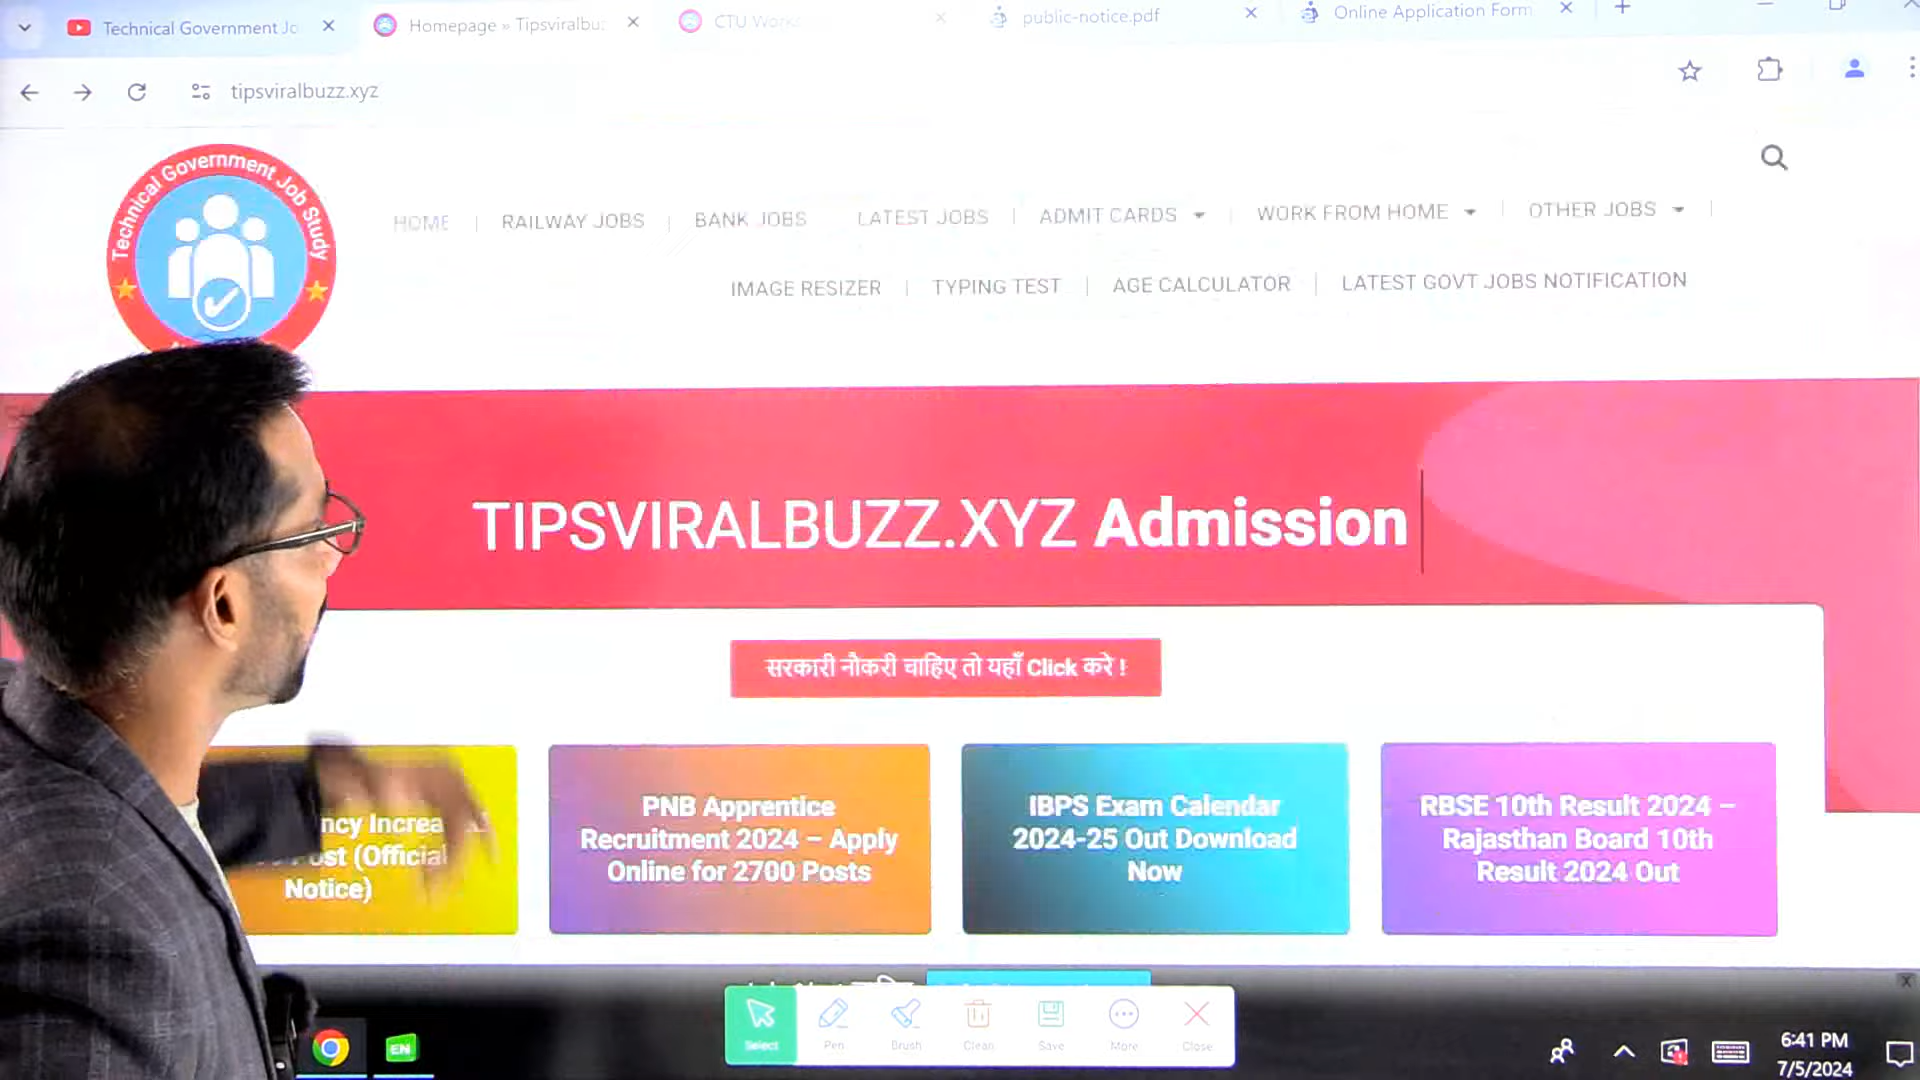 Technical Government Jo
Homepage » Tipsviralbu
CTU Work
public-notice.pdf
Online Application Form
tipsviralbuzz.xyz
Technical Government Job Study
HOME
RAILWAY JOBS
BANK JOBS
LATEST JOBS
ADMIT CARDS
WORK FROM HOME
OTHER JOBS
IMAGE RESIZER
TYPING TEST
AGE CALCULATOR
LATEST GOVT JOBS NOTIFICATION
TIPSVIRALBUZZ.XYZ Admission
सरकारी नौकरी चाहिए तो यहाँ Click करे !
ncy Increa
ost (Official
Notice)
PNB Apprentice
Recruitment 2024 – Apply
Online for 2700 Posts
IBPS Exam Calendar
2024-25 Out Download
Now
RBSE 10th Result 2024 –
Rajasthan Board 10th
Result 2024 Out
Select
Pen
Brush
Clean
Save
More
Close
EN
6:41 PM
7/5/2024